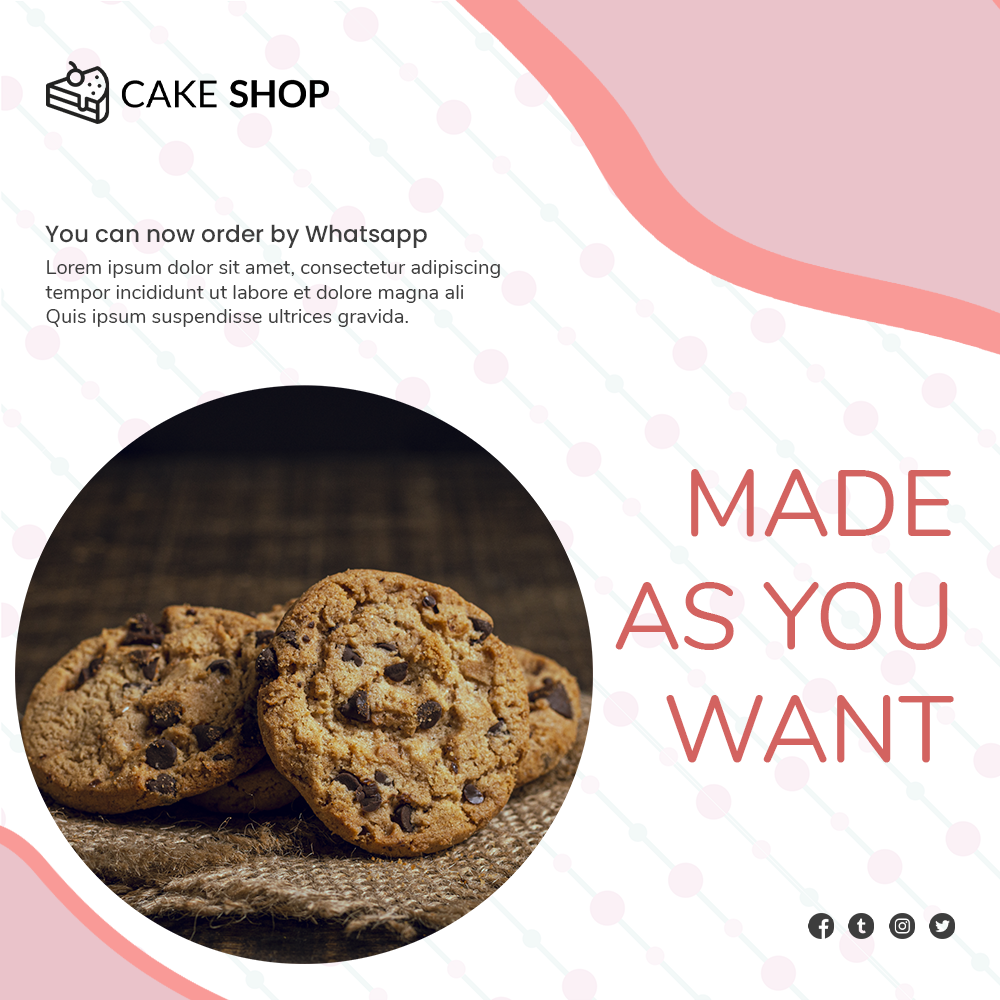 CAKE SHOP
You can now order by Whatsapp
Lorem ipsum dolor sit amet, consectetur adipiscing
tempor incididunt ut labore et dolore magna ali
Quis ipsum suspendisse ultrices gravida.
MADE
AS YOU
WANT